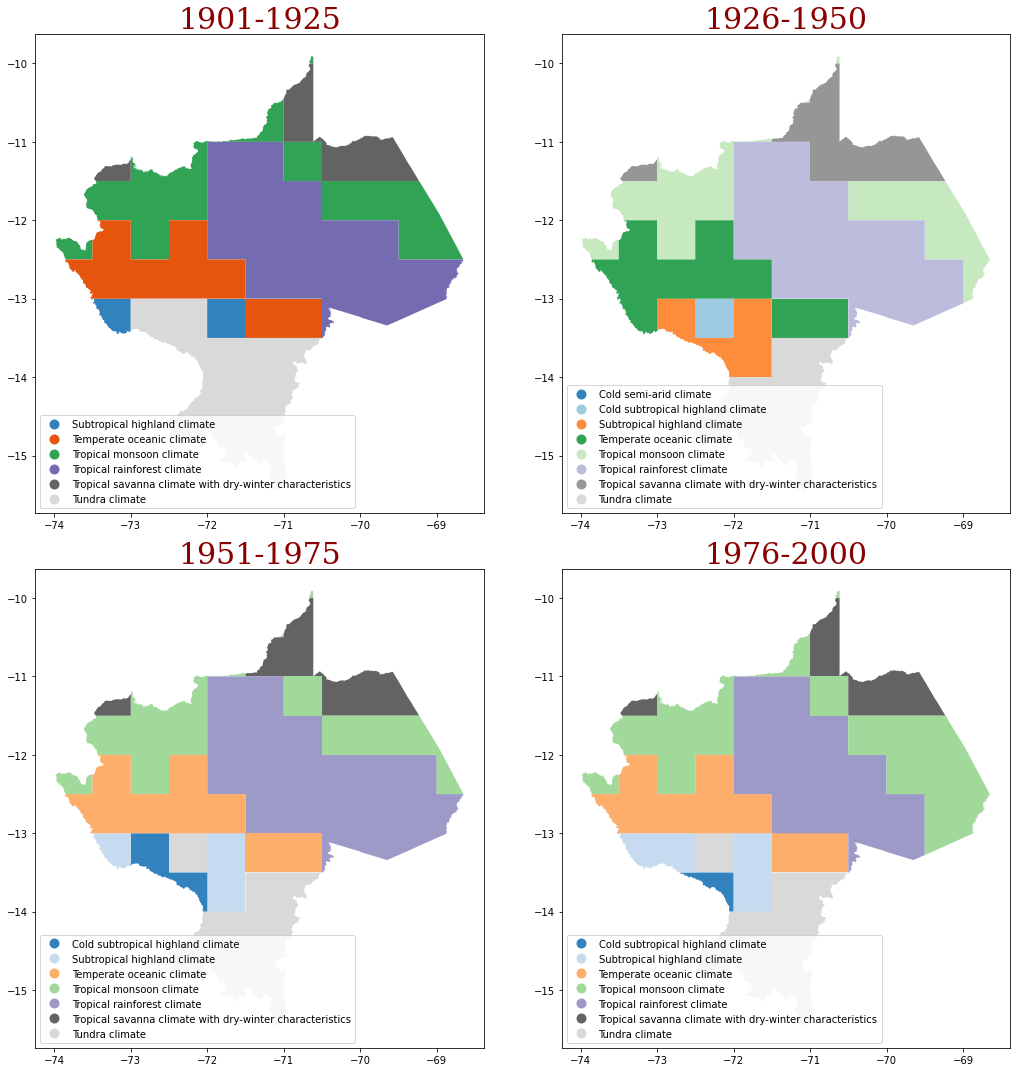 1901-1925
−10
−11
−12
−13
−14
−15
−74
−73
−72
−71
−70
−69
Subtropical highland climate
Temperate oceanic climate
Tropical monsoon climate
Tropical rainforest climate
Tropical savanna climate with dry-winter characteristics
Tundra climate
1926-1950
−10
−11
−12
−13
−14
−15
−74
−73
−72
−71
−70
−69
Cold semi-arid climate
Cold subtropical highland climate
Subtropical highland climate
Temperate oceanic climate
Tropical monsoon climate
Tropical rainforest climate
Tropical savanna climate with dry-winter characteristics
Tundra climate
1951-1975
−10
−11
−12
−13
−14
−15
−74
−73
−72
−71
−70
−69
Cold subtropical highland climate
Subtropical highland climate
Temperate oceanic climate
Tropical monsoon climate
Tropical rainforest climate
Tropical savanna climate with dry-winter characteristics
Tundra climate
1976-2000
−10
−11
−12
−13
−14
−15
−74
−73
−72
−71
−70
−69
Cold subtropical highland climate
Subtropical highland climate
Temperate oceanic climate
Tropical monsoon climate
Tropical rainforest climate
Tropical savanna climate with dry-winter characteristics
Tundra climate